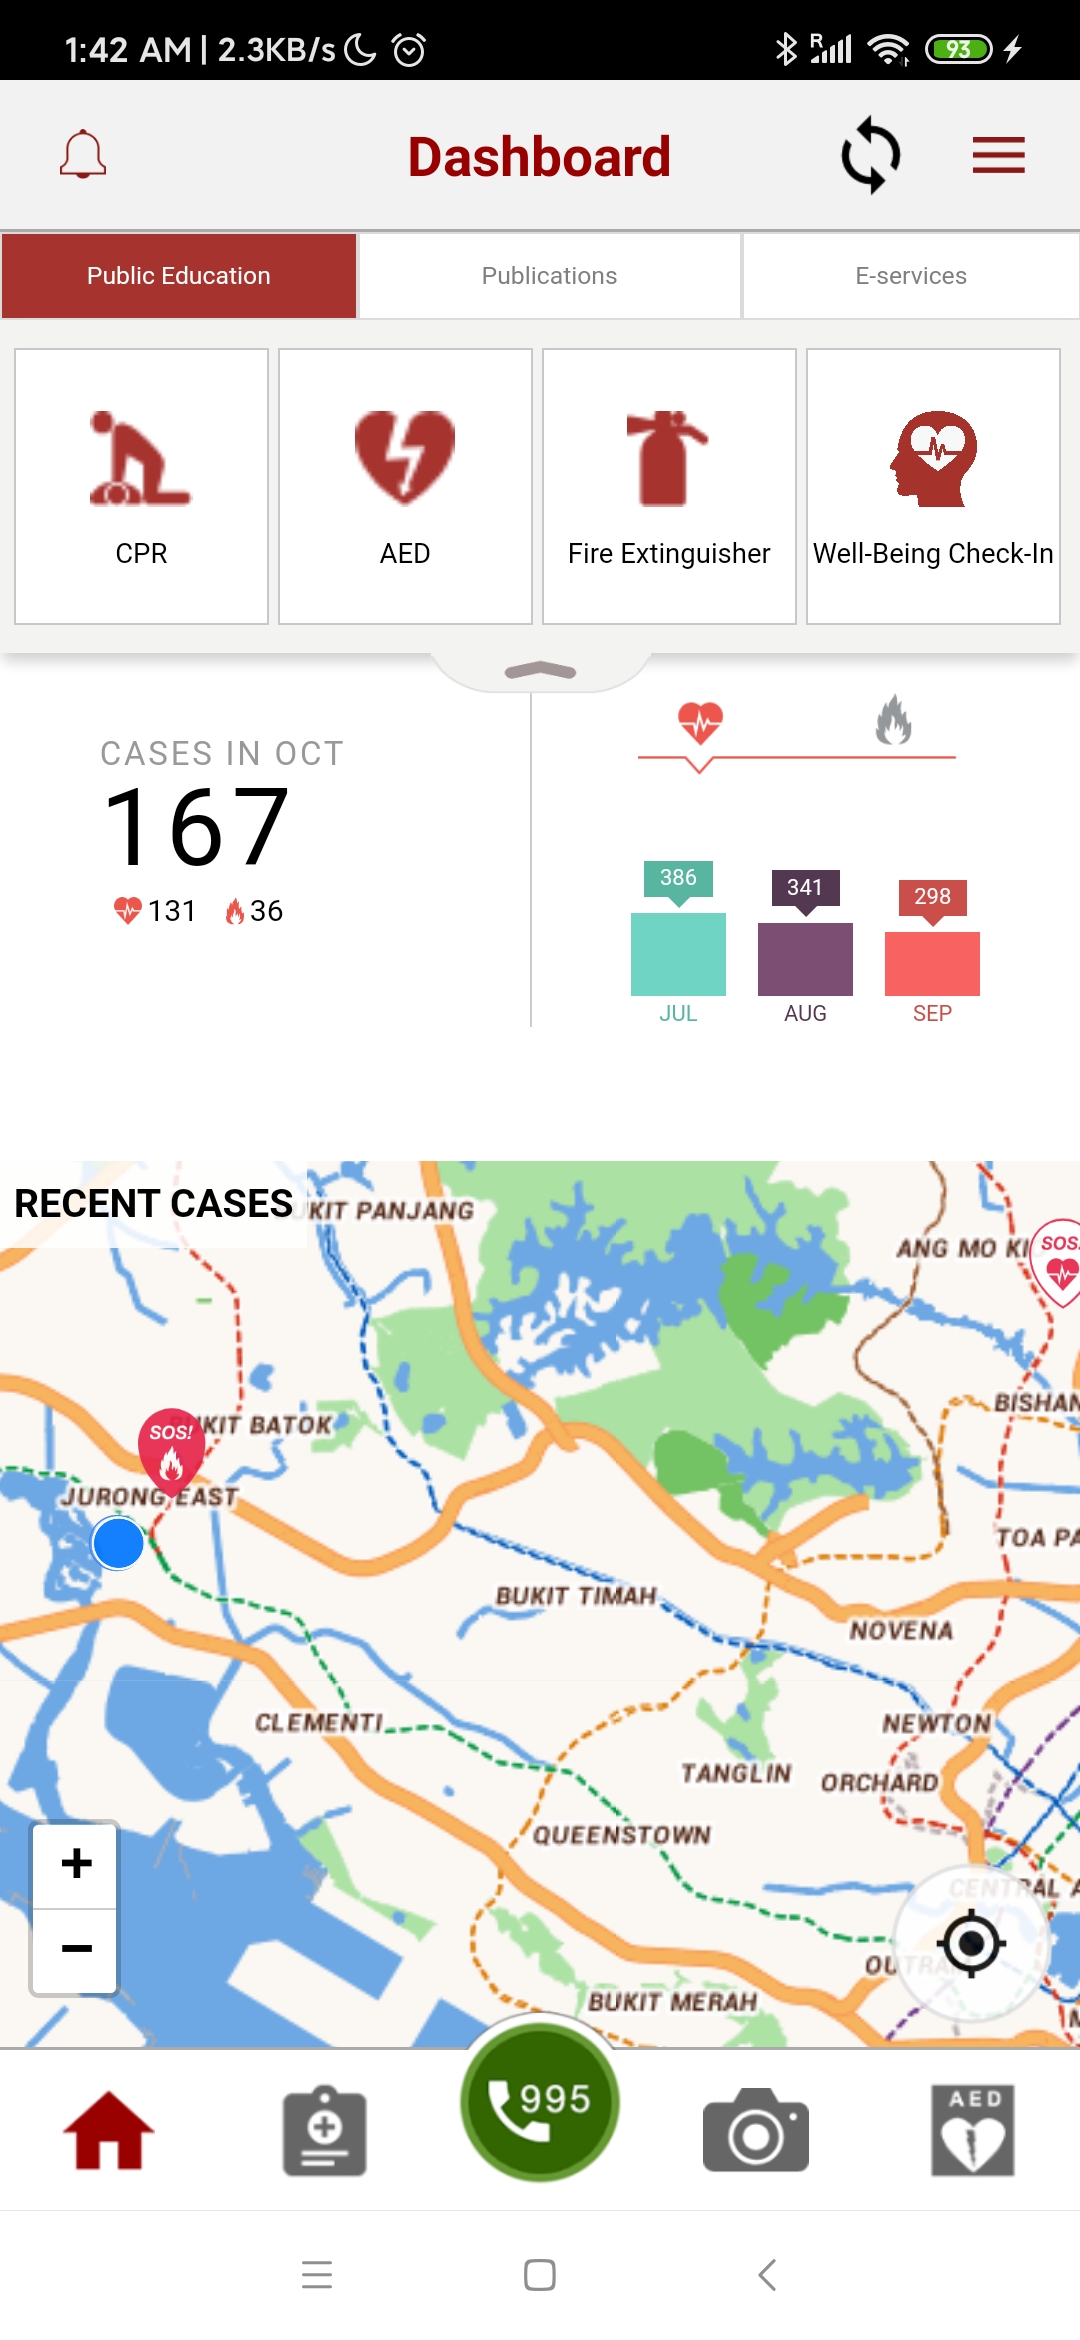 1:42 AM | 2.3KB/s
R
93
Dashboard
Public Education
Publications
E-services
CPR
AED
Fire Extinguisher
Well-Being Check-In
CASES IN OCT
167
131 36
386
341
298
JUL
AUG
SEP
RECENT CASES
UKIT PANJANG
ANG MO KI
SOS!
BISHAN
UKIT BATOK
SOS!
JURONG EAST
TOA PA
BUKIT TIMAH
NOVENA
CLEMENTI
NEWTON
TANGLIN
ORCHARD
QUEENSTOWN
+
CENTRAL A
−
OUTRA
BUKIT MERAH
M
995
AED